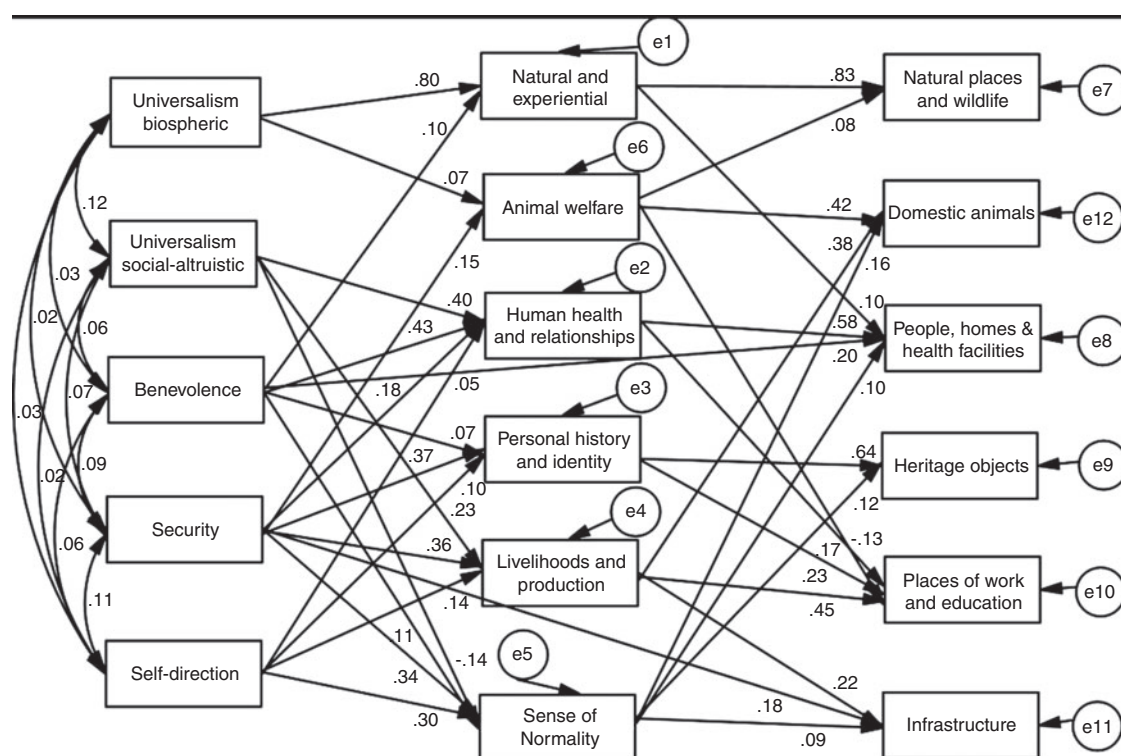 e1
Natural and
experiential
.80
.10
.83
.08
Natural places
and wildlife
e7
Universalism
biospheric
e6
Animal welfare
.07
.15
.42
.38
.16
Domestic animals
e12
.12
.03
.02
.03
Universalism
social-altruistic
e2
Human health
and relationships
.40
.43
.18
.05
.10
.58
.20
.10
People, homes &
health facilities
e8
.06
.07
.02
Benevolence
e3
Personal history
and identity
.07
.37
.10
.23
.64
.12
Heritage objects
e9
.09
.06
Security
e4
Livelihoods and
production
.36
.14
-.13
.17
.23
.45
Places of work
and education
e10
.11
Self-direction
e5
Sense of
Normality
.11
-.14
.34
.30
.22
.18
.09
Infrastructure
e11